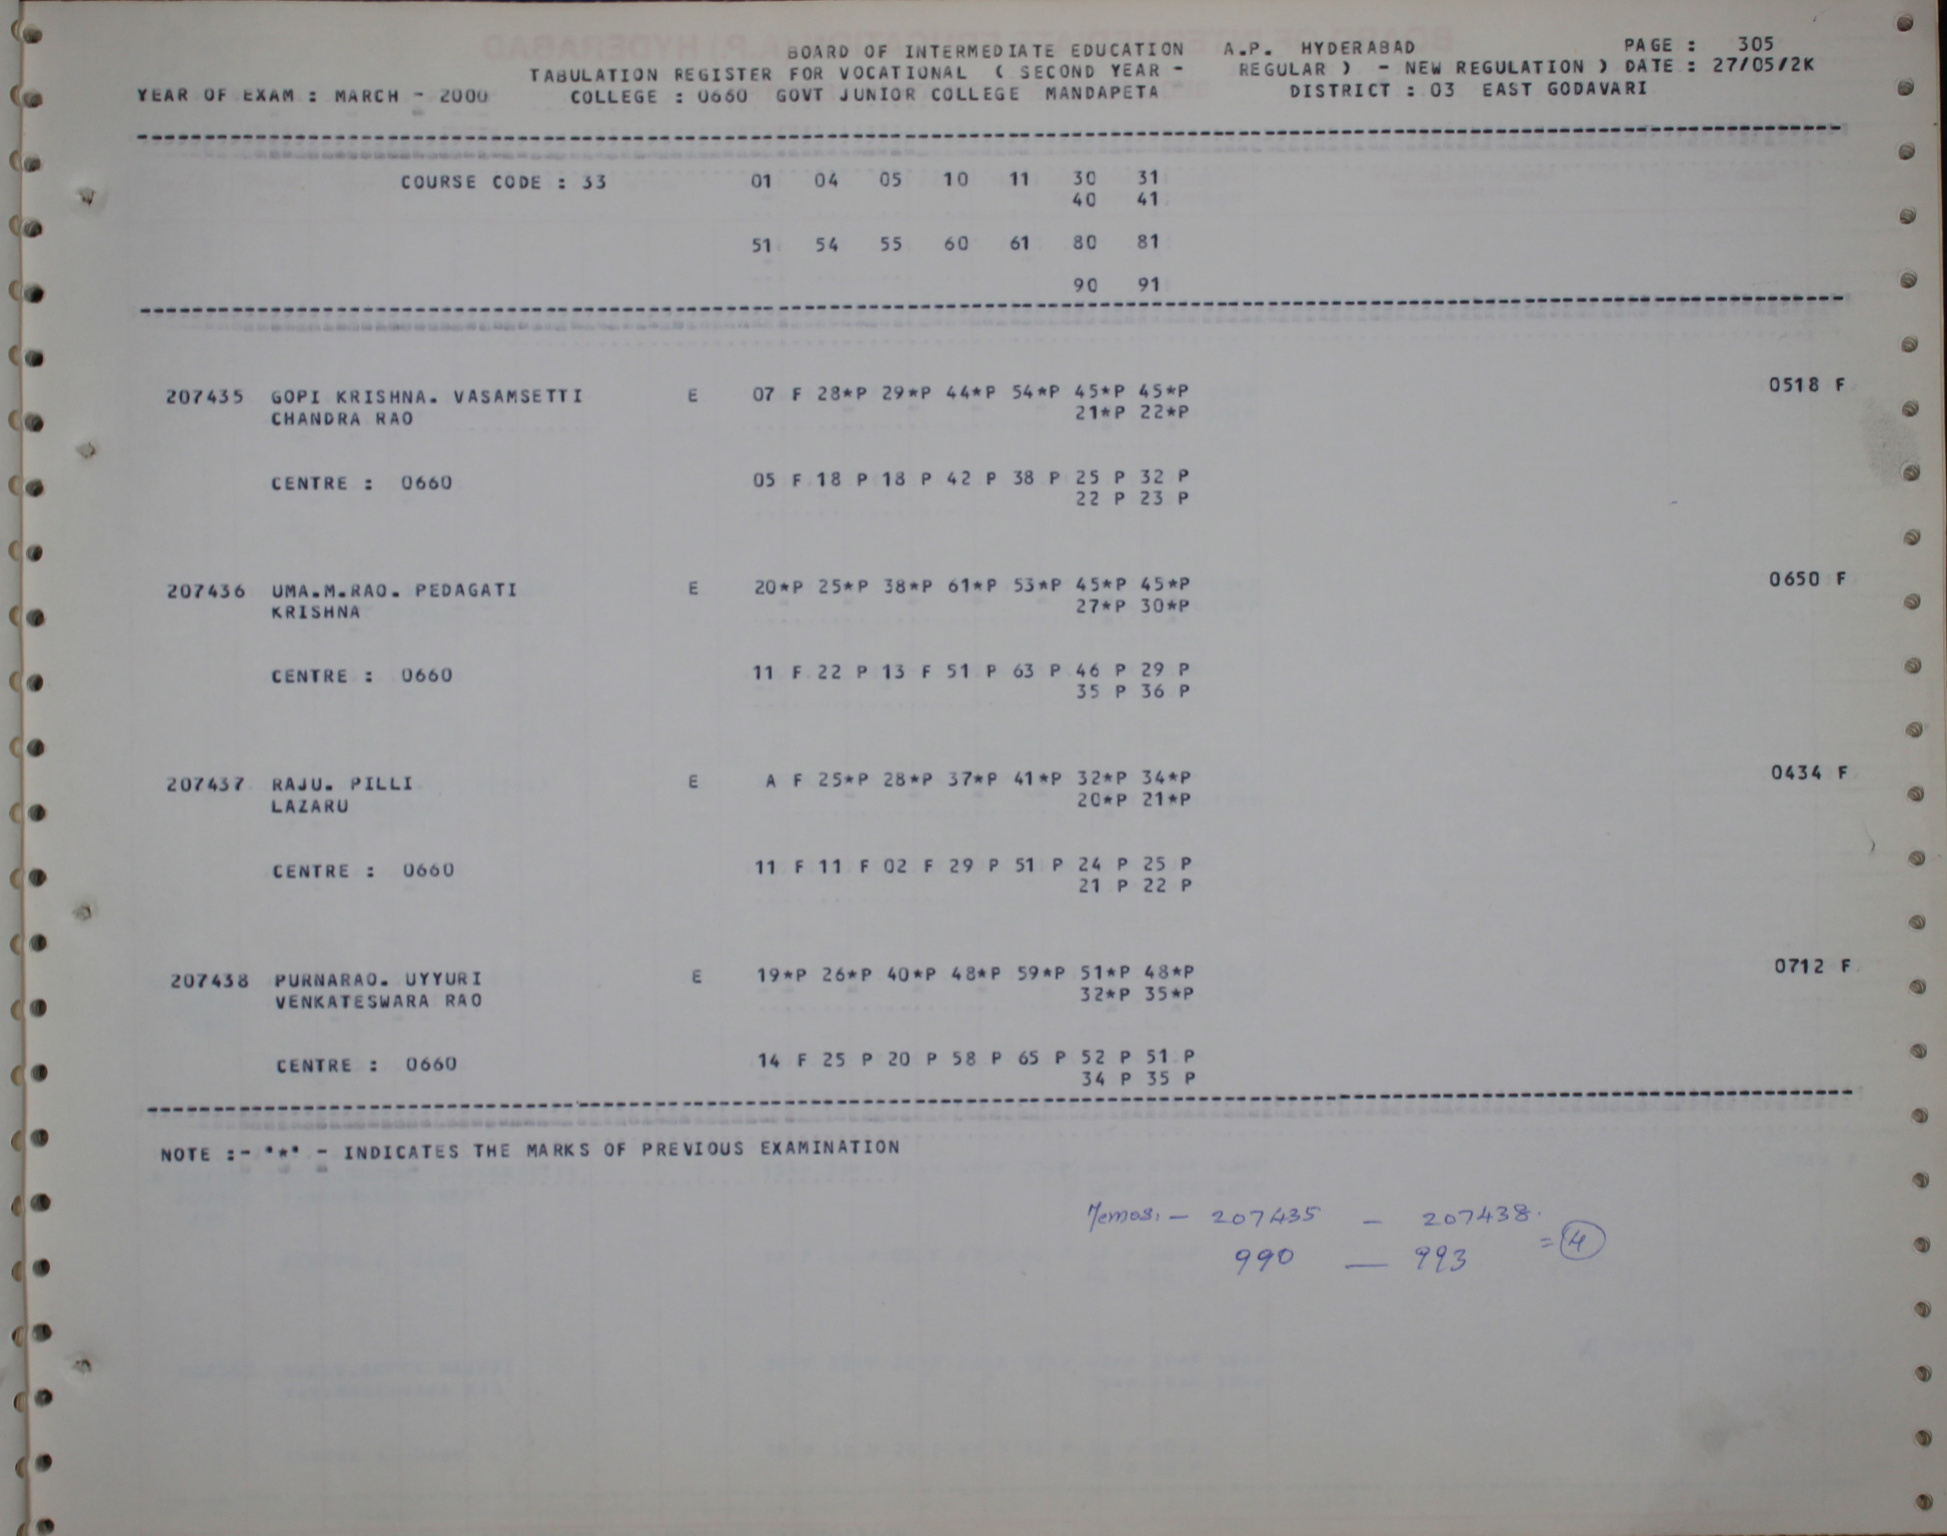 BOARD OF INTERMEDIATE EDUCATION A.P. HYDERABAD PAGE : 305
TABULATION REGISTER FOR VOCATIONAL ( SECOND YEAR - REGULAR ) - NEW REGULATION ) DATE : 27/05/2K
YEAR OF EXAM : MARCH - 2000 COLLEGE : 0660 GOVT JUNIOR COLLEGE MANDAPETA DISTRICT : 03 EAST GODAVARI
COURSE CODE : 33 01 04 05 10 11 30 31
40 41
51 54 55 60 61 80 81
90 91
207435 GOPI KRISHNA. VASAMSETTI E 07 F 28*P 29*P 44*P 54*P 45*P 45*P 0518 F
CHANDRA RAO 21*P 22*P
CENTRE : 0660 05 F 18 P 18 P 42 P 38 P 25 P 32 P
22 P 23 P
207436 UMA.M.RAO. PEDAGATI E 20*P 25*P 38*P 61*P 53*P 45*P 45*P 0650 F
KRISHNA 27*P 30*P
CENTRE : 0660 11 F 22 P 13 F 51 P 63 P 46 P 29 P
35 P 36 P
207437 RAJU. PILLI E A F 25*P 28*P 37*P 41*P 32*P 34*P 0434 F
LAZARU 20*P 21*P
CENTRE : 0660 11 F 11 F 02 F 29 P 51 P 24 P 25 P
21 P 22 P
207438 PURNARAO. UYYURI E 19*P 26*P 40*P 48*P 59*P 51*P 48*P 0712 F
VENKATESWARA RAO 32*P 35*P
CENTRE : 0660 14 F 25 P 20 P 58 P 65 P 52 P 51 P
34 P 35 P
NOTE :- '*' - INDICATES THE MARKS OF PREVIOUS EXAMINATION
Memos:- 207435 - 207438.
990 — 993 = 4